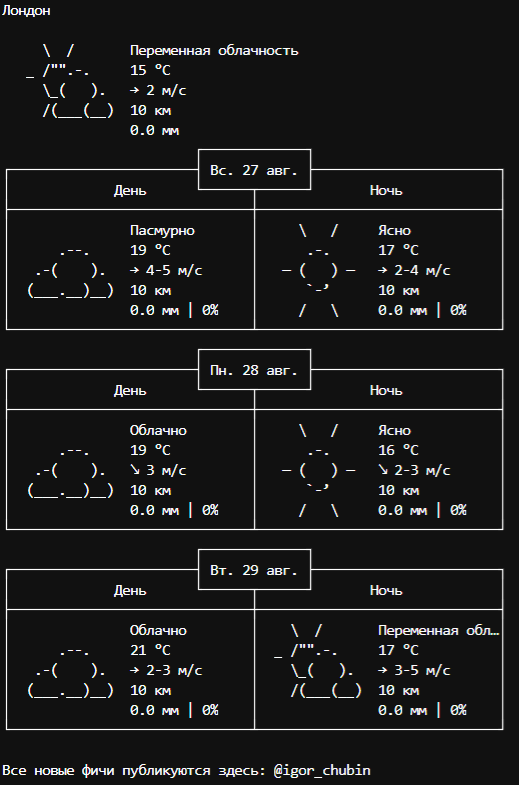 Лондон
Переменная облачность
15 °C
→ 2 м/с
10 км
0.0 мм
Вс. 27 авг.
День Ночь
Пасмурно Ясно
19 °C 17 °C
→ 4-5 м/с → 2-4 м/с
10 км 10 км
0.0 мм | 0% 0.0 мм | 0%
Пн. 28 авг.
День Ночь
Облачно Ясно
19 °C 16 °C
↘ 3 м/с ↘ 2-3 м/с
10 км 10 км
0.0 мм | 0% 0.0 мм | 0%
Вт. 29 авг.
День Ночь
Облачно Переменная обл…
21 °C 17 °C
→ 2-3 м/с → 3-5 м/с
10 км 10 км
0.0 мм | 0% 0.0 мм | 0%
Все новые фичи публикуются здесь: @igor_chubin